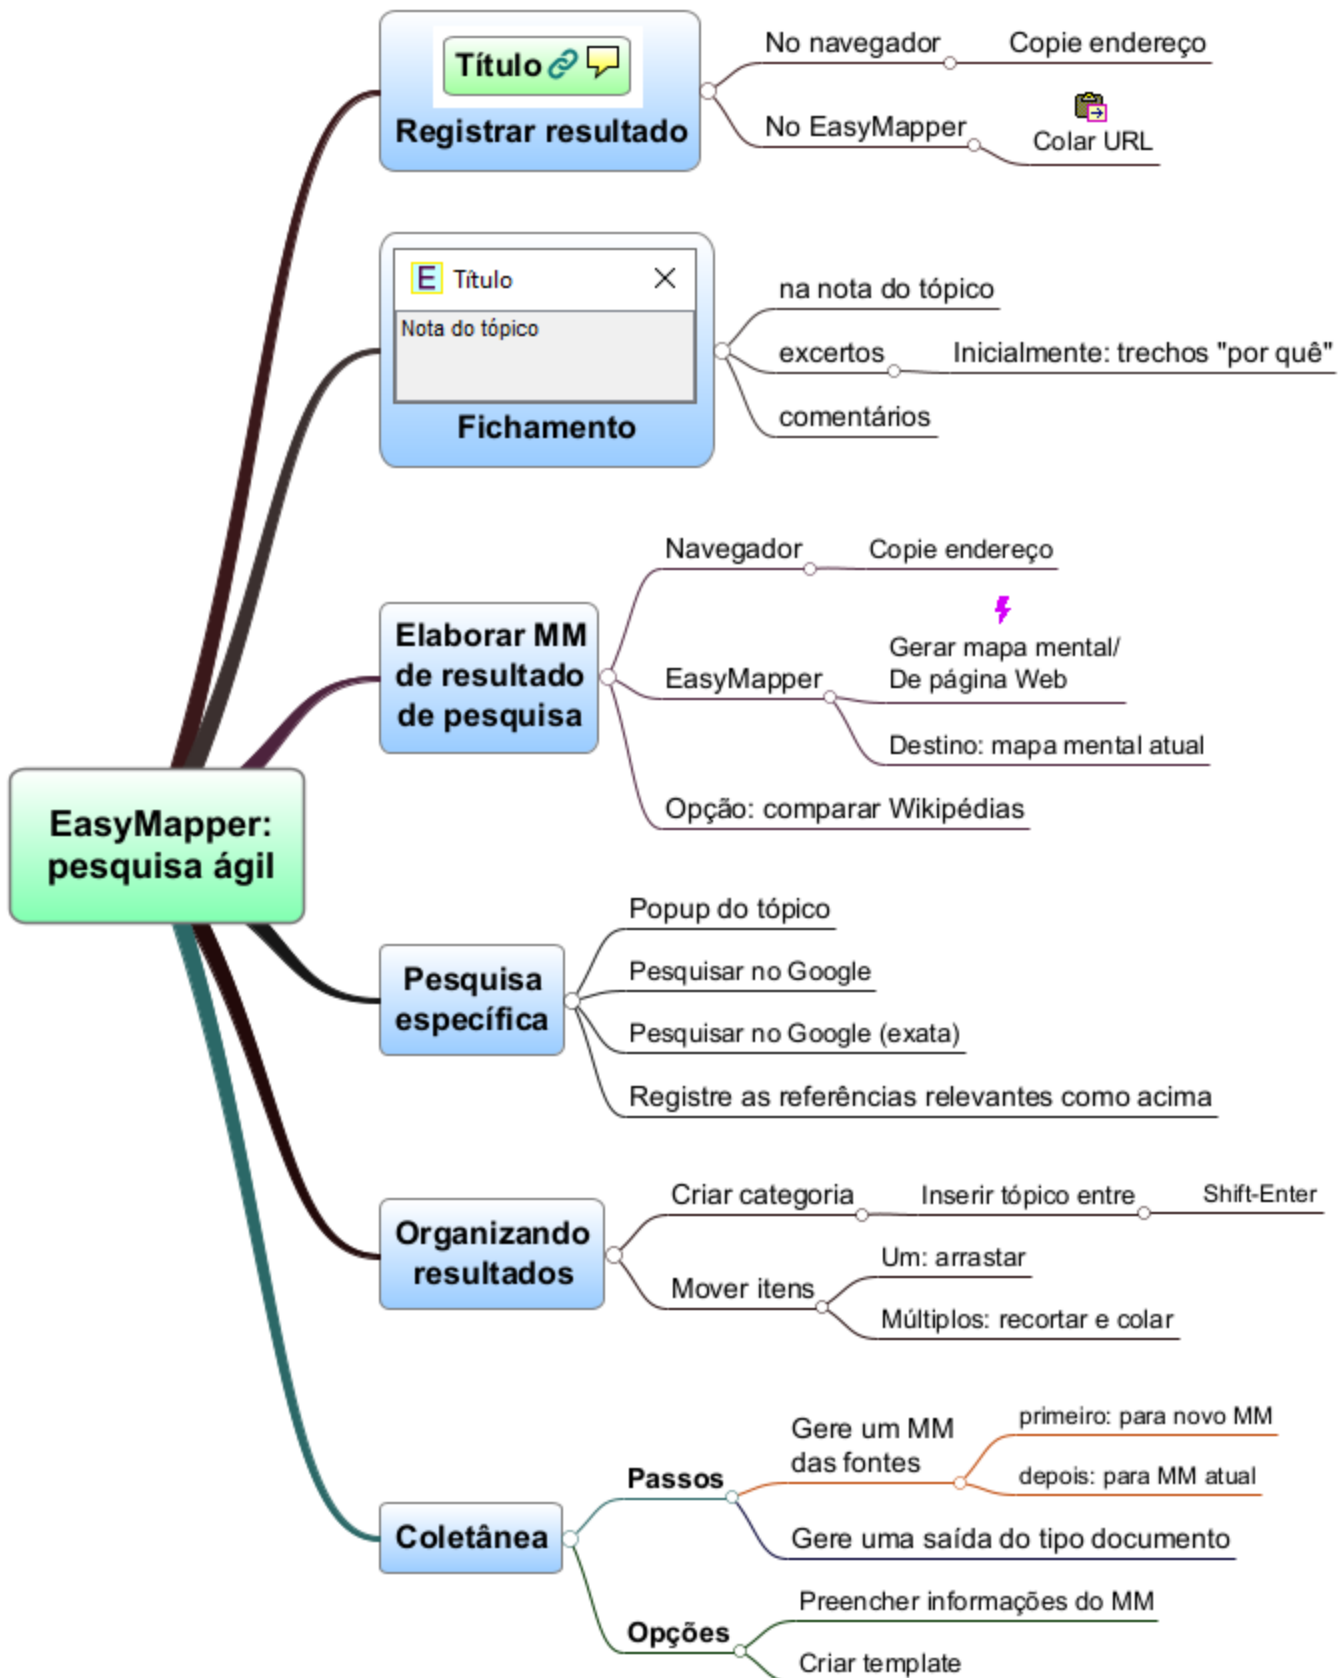 Título
Registrar resultado
No navegador
Copie endereço
No EasyMapper
Colar URL
E Título
Nota do tópico
Fichamento
na nota do tópico
excertos
Inicialmente: trechos "por quê"
comentários
Elaborar MM
de resultado
de pesquisa
Navegador
Copie endereço
EasyMapper
Gerar mapa mental/
De página Web
Destino: mapa mental atual
Opção: comparar Wikipédias
EasyMapper:
pesquisa ágil
Pesquisa
específica
Popup do tópico
Pesquisar no Google
Pesquisar no Google (exata)
Registre as referências relevantes como acima
Organizando
resultados
Criar categoria
Inserir tópico entre
Shift-Enter
Mover itens
Um: arrastar
Múltiplos: recortar e colar
Coletânea
Passos
Gere um MM
das fontes
primeiro: para novo MM
depois: para MM atual
Gere uma saída do tipo documento
Opções
Preencher informações do MM
Criar template